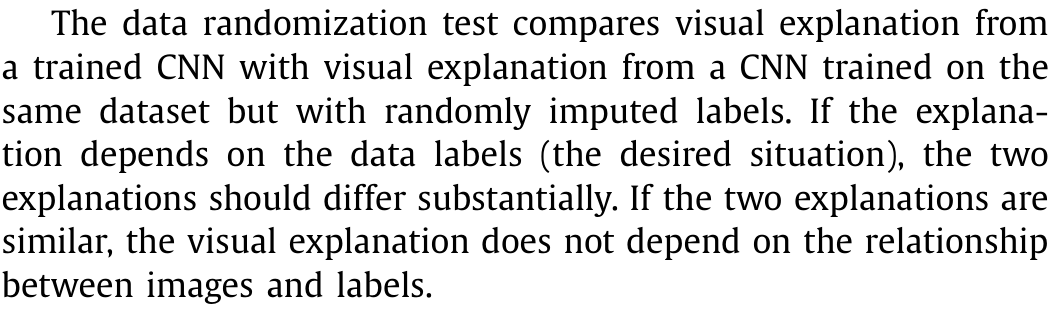 The data randomization test compares visual explanation from
a trained CNN with visual explanation from a CNN trained on the
same dataset but with randomly imputed labels. If the explana-
tion depends on the data labels (the desired situation), the two
explanations should differ substantially. If the two explanations are
similar, the visual explanation does not depend on the relationship
between images and labels.